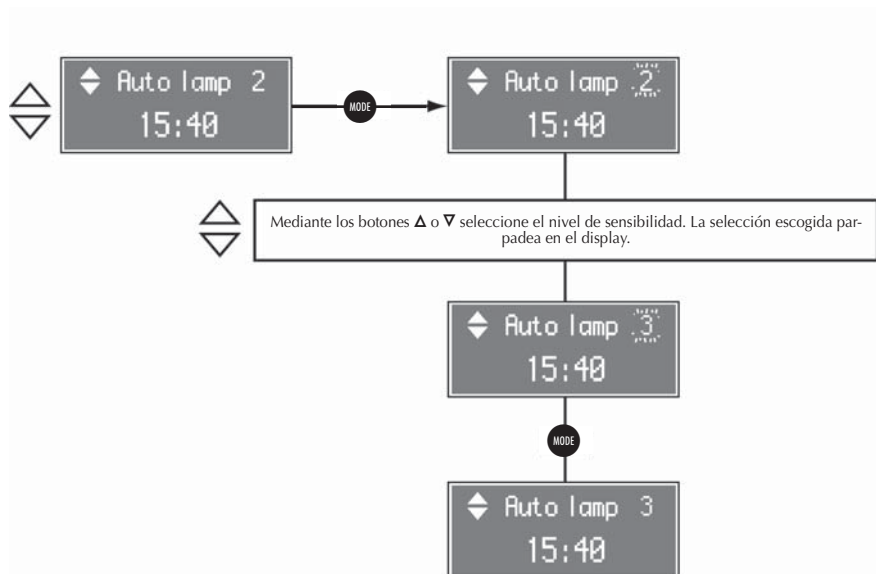 Auto lamp 2
15:40
MODE
Auto lamp 2
15:40
Mediante los botones Δ o ∇ seleccione el nivel de sensibilidad. La selección escogida par-
padea en el display.
Auto lamp 3
15:40
MODE
Auto lamp 3
15:40